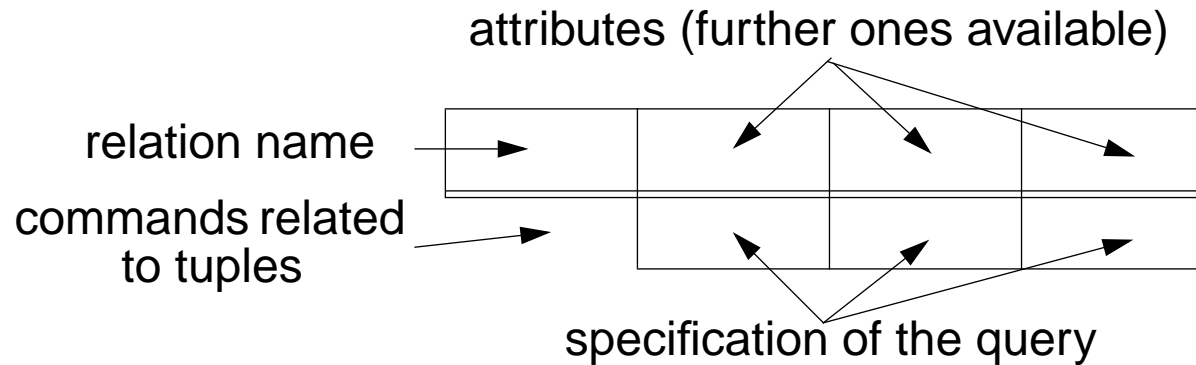 attributes (further ones available)
relation name
commands related
to tuples
specification of the query